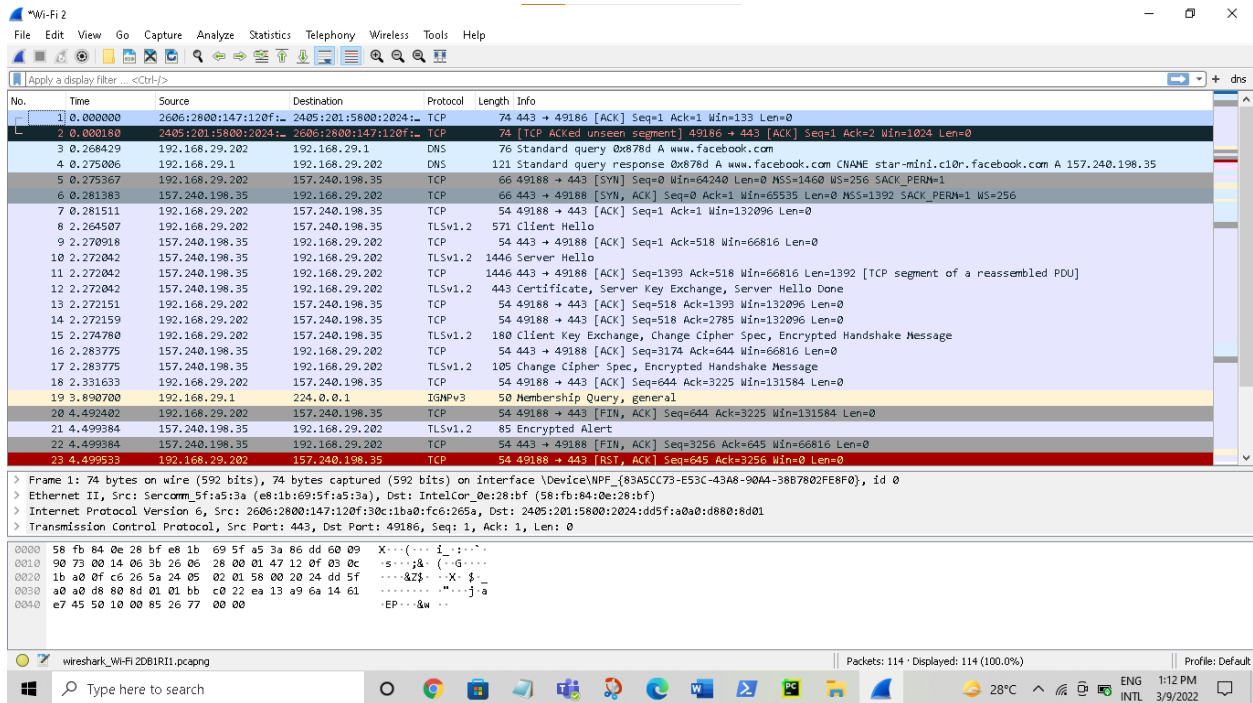 *Wi-Fi 2
File Edit View Go Capture Analyze Statistics Telephony Wireless Tools Help
Apply a display filter ... <Ctrl-/>
dns
No. Time Source Destination Protocol Length Info
1 0.000000 2606:2800:147:120f:… 2405:201:5800:2024:… TCP 74 443 → 49186 [ACK] Seq=1 Ack=1 Win=133 Len=0
2 0.000180 2405:201:5800:2024:… 2606:2800:147:120f:… TCP 74 [TCP ACKed unseen segment] 49186 → 443 [ACK] Seq=1 Ack=2 Win=1024 Len=0
3 0.268429 192.168.29.202 192.168.29.1 DNS 76 Standard query 0x878d A www.facebook.com
4 0.275006 192.168.29.1 192.168.29.202 DNS 121 Standard query response 0x878d A www.facebook.com CNAME star-mini.c10r.facebook.com A 157.240.198.35
5 0.275367 192.168.29.202 157.240.198.35 TCP 66 49188 → 443 [SYN] Seq=0 Win=64240 Len=0 MSS=1460 WS=256 SACK_PERM=1
6 0.281383 157.240.198.35 192.168.29.202 TCP 66 443 → 49188 [SYN, ACK] Seq=0 Ack=1 Win=65535 Len=0 MSS=1392 SACK_PERM=1 WS=256
7 0.281511 192.168.29.202 157.240.198.35 TCP 54 49188 → 443 [ACK] Seq=1 Ack=1 Win=132096 Len=0
8 2.264507 192.168.29.202 157.240.198.35 TLSv1.2 571 Client Hello
9 2.270918 157.240.198.35 192.168.29.202 TCP 54 443 → 49188 [ACK] Seq=1 Ack=518 Win=66816 Len=0
10 2.272042 157.240.198.35 192.168.29.202 TLSv1.2 1446 Server Hello
11 2.272042 157.240.198.35 192.168.29.202 TCP 1446 443 → 49188 [ACK] Seq=1393 Ack=518 Win=66816 Len=1392 [TCP segment of a reassembled PDU]
12 2.272042 157.240.198.35 192.168.29.202 TLSv1.2 443 Certificate, Server Key Exchange, Server Hello Done
13 2.272151 192.168.29.202 157.240.198.35 TCP 54 49188 → 443 [ACK] Seq=518 Ack=1393 Win=132096 Len=0
14 2.272159 192.168.29.202 157.240.198.35 TCP 54 49188 → 443 [ACK] Seq=518 Ack=2785 Win=132096 Len=0
15 2.274780 192.168.29.202 157.240.198.35 TLSv1.2 180 Client Key Exchange, Change Cipher Spec, Encrypted Handshake Message
16 2.283775 157.240.198.35 192.168.29.202 TCP 54 443 → 49188 [ACK] Seq=3174 Ack=644 Win=66816 Len=0
17 2.283775 157.240.198.35 192.168.29.202 TLSv1.2 105 Change Cipher Spec, Encrypted Handshake Message
18 2.331633 192.168.29.202 157.240.198.35 TCP 54 49188 → 443 [ACK] Seq=644 Ack=3225 Win=131584 Len=0
19 3.890700 192.168.29.1 224.0.0.1 IGMPv3 50 Membership Query, general
20 4.492402 192.168.29.202 157.240.198.35 TCP 54 49188 → 443 [FIN, ACK] Seq=644 Ack=3225 Win=131584 Len=0
21 4.499384 157.240.198.35 192.168.29.202 TLSv1.2 85 Encrypted Alert
22 4.499384 157.240.198.35 192.168.29.202 TCP 54 443 → 49188 [FIN, ACK] Seq=3256 Ack=645 Win=66816 Len=0
23 4.499533 192.168.29.202 157.240.198.35 TCP 54 49188 → 443 [RST, ACK] Seq=645 Ack=3256 Win=0 Len=0
> Frame 1: 74 bytes on wire (592 bits), 74 bytes captured (592 bits) on interface \Device\NPF_{83A5CC73-E53C-43A8-90A4-38B7802FE8F0}, id 0
> Ethernet II, Src: Sercomm_5f:a5:3a (e8:1b:69:5f:a5:3a), Dst: IntelCor_0e:28:bf (58:fb:84:0e:28:bf)
> Internet Protocol Version 6, Src: 2606:2800:147:120f:30c:1ba0:fc6:265a, Dst: 2405:201:5800:2024:dd5f:a0a0:d880:8d01
> Transmission Control Protocol, Src Port: 443, Dst Port: 49186, Seq: 1, Ack: 1, Len: 0
0000 58 fb 84 0e 28 bf e8 1b 69 5f a5 3a 86 dd 60 09 X···(··· i_·:··`·
0010 90 73 00 14 06 3b 26 06 28 00 01 47 12 0f 03 0c ·s···;&· (··G····
0020 1b a0 0f c6 26 5a 24 05 02 01 58 00 20 24 dd 5f ····&Z$· ··X· $·_
0030 a0 a0 d8 80 8d 01 01 bb c0 22 ea 13 a9 6a 14 61 ········ ·"···j·a
0040 e7 45 50 10 00 85 26 77 00 00 ·EP···&w ··
wireshark_Wi-Fi 2DB1RI1.pcapng
Packets: 114 · Displayed: 114 (100.0%)
Profile: Default
Type here to search
28°C
ENG
INTL
1:12 PM
3/9/2022